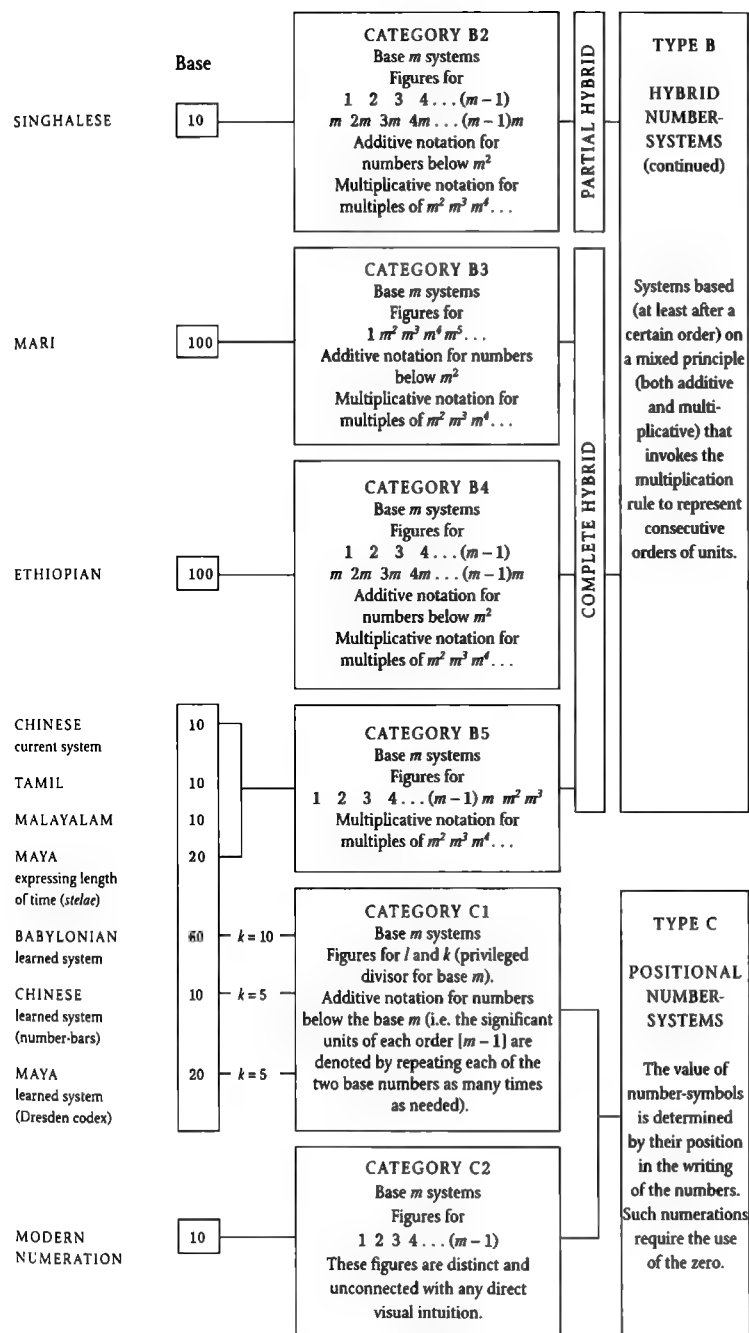 Base
SINGHALESE
10
CATEGORY B2
Base m systems
Figures for
1 2 3 4 . . . (m – 1)
m 2m 3m 4m . . . (m – 1)m
Additive notation for
numbers below m²
Multiplicative notation for
multiples of m² m³ m⁴ . . .
PARTIAL HYBRID
TYPE B
HYBRID
NUMBER-
SYSTEMS
(continued)
Systems based
(at least after a
certain order) on
a mixed principle
(both additive
and multi-
plicative) that
invokes the
multiplication
rule to represent
consecutive
orders of units.
MARI
100
CATEGORY B3
Base m systems
Figures for
1 m² m³ m⁴ m⁵ . . .
Additive notation for numbers
below m²
Multiplicative notation for
multiples of m² m³ m⁴ . . .
COMPLETE HYBRID
ETHIOPIAN
100
CATEGORY B4
Base m systems
Figures for
1 2 3 4 . . . (m – 1)
m 2m 3m 4m . . . (m – 1)m
Additive notation for
numbers below m²
Multiplicative notation for
multiples of m² m³ m⁴ . . .
CHINESE
current system
10
TAMIL
10
MALAYALAM
10
MAYA
expressing length
of time (stelae)
20
CATEGORY B5
Base m systems
Figures for
1 2 3 4 . . . (m – 1) m m² m³
Multiplicative notation for
multiples of m² m³ m⁴ . . .
BABYLONIAN
learned system
60 k = 10
CHINESE
learned system
(number-bars)
10 k = 5
MAYA
learned system
(Dresden codex)
20 k = 5
CATEGORY C1
Base m systems
Figures for l and k (privileged
divisor for base m).
Additive notation for numbers
below the base m (i.e. the significant
units of each order [m – 1] are
denoted by repeating each of the
two base numbers as many times
as needed).
TYPE C
POSITIONAL
NUMBER-
SYSTEMS
The value of
number-symbols
is determined
by their position
in the writing
of the numbers.
Such numerations
require the use
of the zero.
MODERN
NUMERATION
10
CATEGORY C2
Base m systems
Figures for
1 2 3 4 . . . (m – 1)
These figures are distinct and
unconnected with any direct
visual intuition.